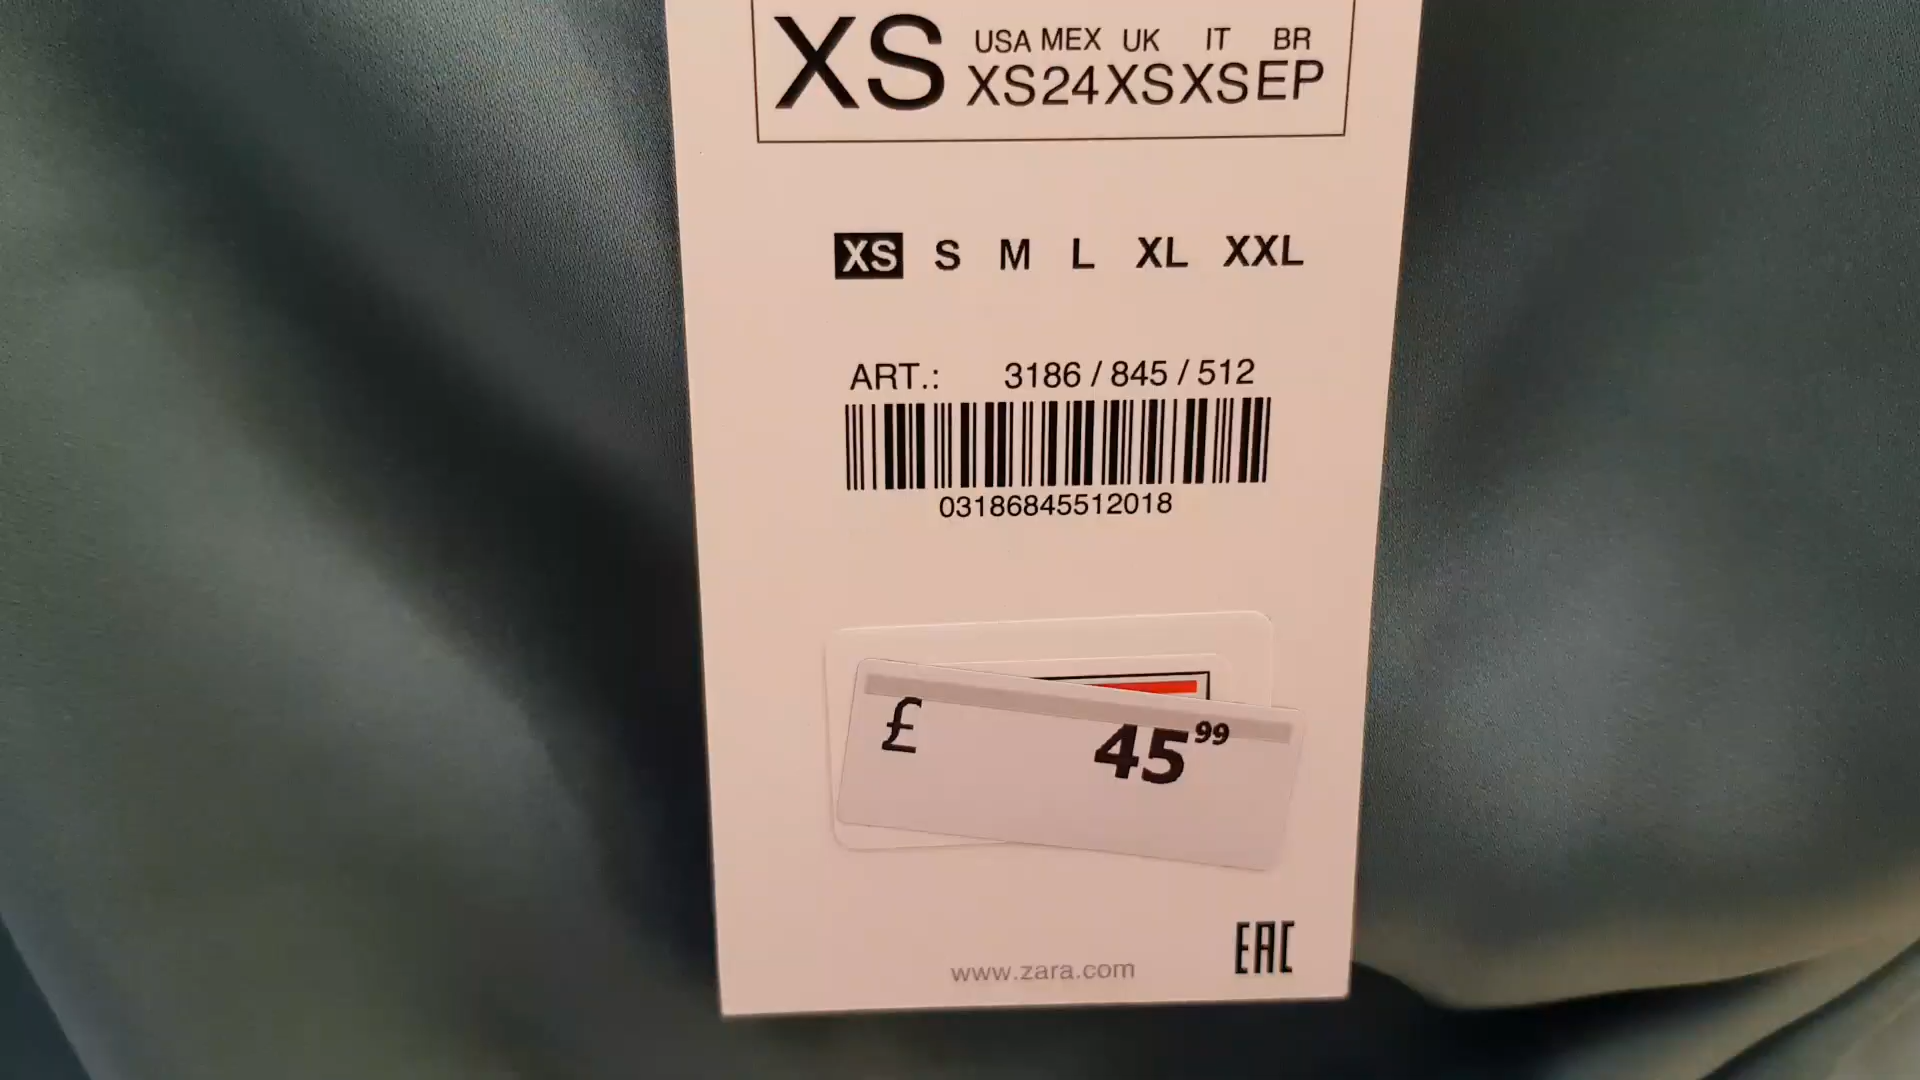 XS
USA MEX UK IT BR
XS 24 XS XS EP
XS S M L XL XXL
ART.: 3186 / 845 / 512
03186845512018
£ 45 99
www.zara.com
EAC